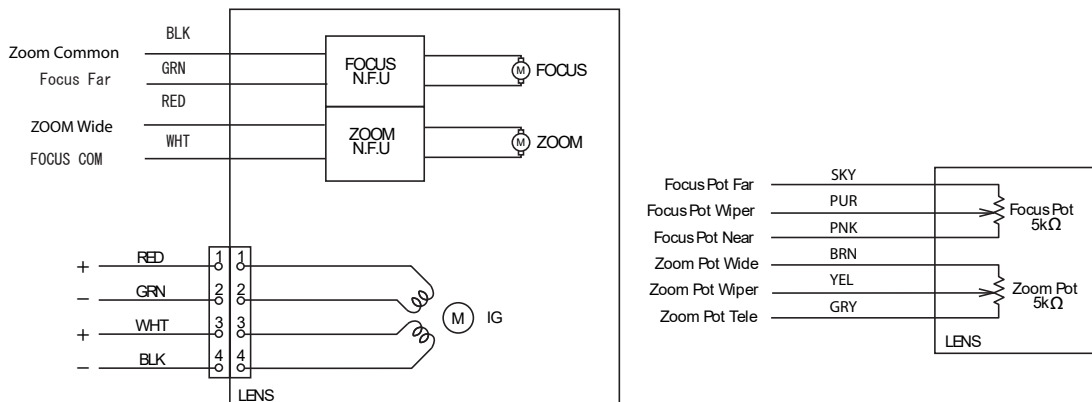 BLK
Zoom Common
FOCUS
N.F.U
M
FOCUS
GRN
Focus Far
RED
ZOOM Wide
ZOOM
N.F.U
M
ZOOM
WHT
FOCUS COM
+ RED 1 1
- GRN 2 2
+ WHT 3 3
- BLK 4 4
M IG
LENS
Focus Pot Far SKY
Focus Pot Wiper PUR
Focus Pot Near PNK
Focus Pot
5kΩ
Zoom Pot Wide BRN
Zoom Pot Wiper YEL
Zoom Pot Tele GRY
Zoom Pot
5kΩ
LENS